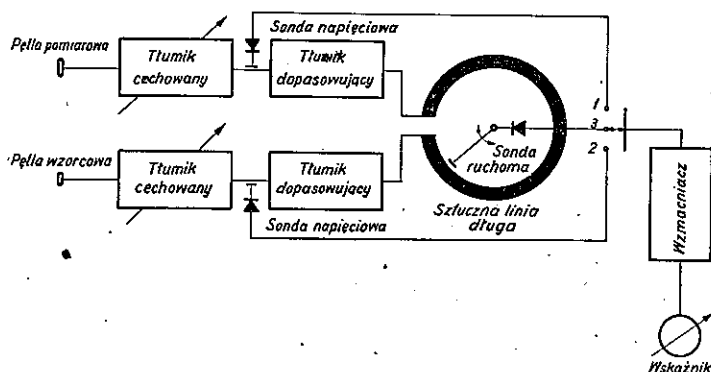 Pętla pomiarowa
Tłumik
cechowany
Sonda napięciowa
Tłumik
dopasowujący
1
3
2
Sonda
ruchoma
Sztuczna linia
długa
Pętla wzorcowa
Tłumik
cechowany
Tłumik
dopasowujący
Sonda napięciowa
Wzmacniacz
Wskaźnik